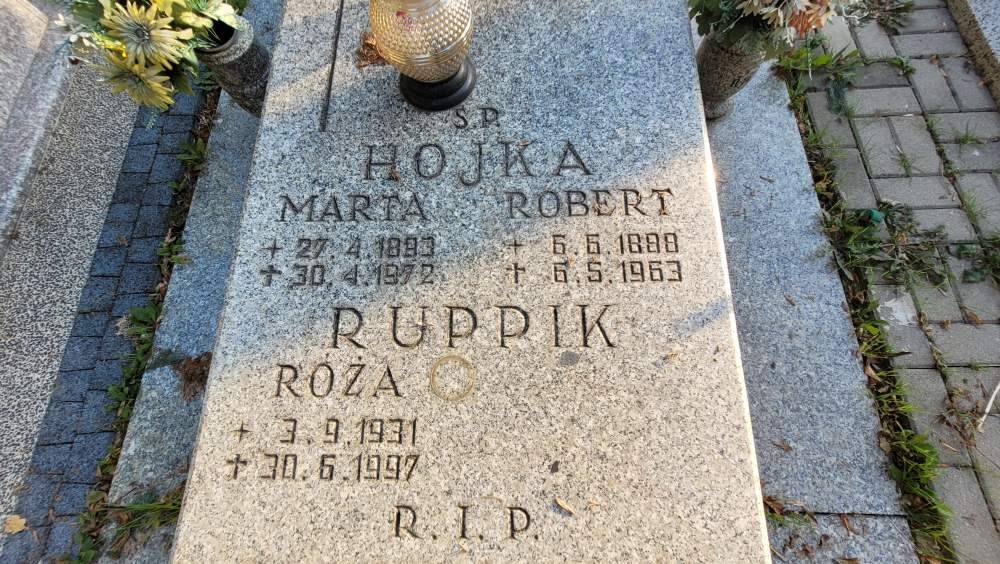 Ś.P.
HOJKA
MARTA ROBERT
+ 27.4.1893 + 6.6.1888
✝ 30.4.1972 ✝ 6.5.1963
RUPPIK
RÓŻA
+ 3.9.1931
✝ 30.6.1997
R.I.P.